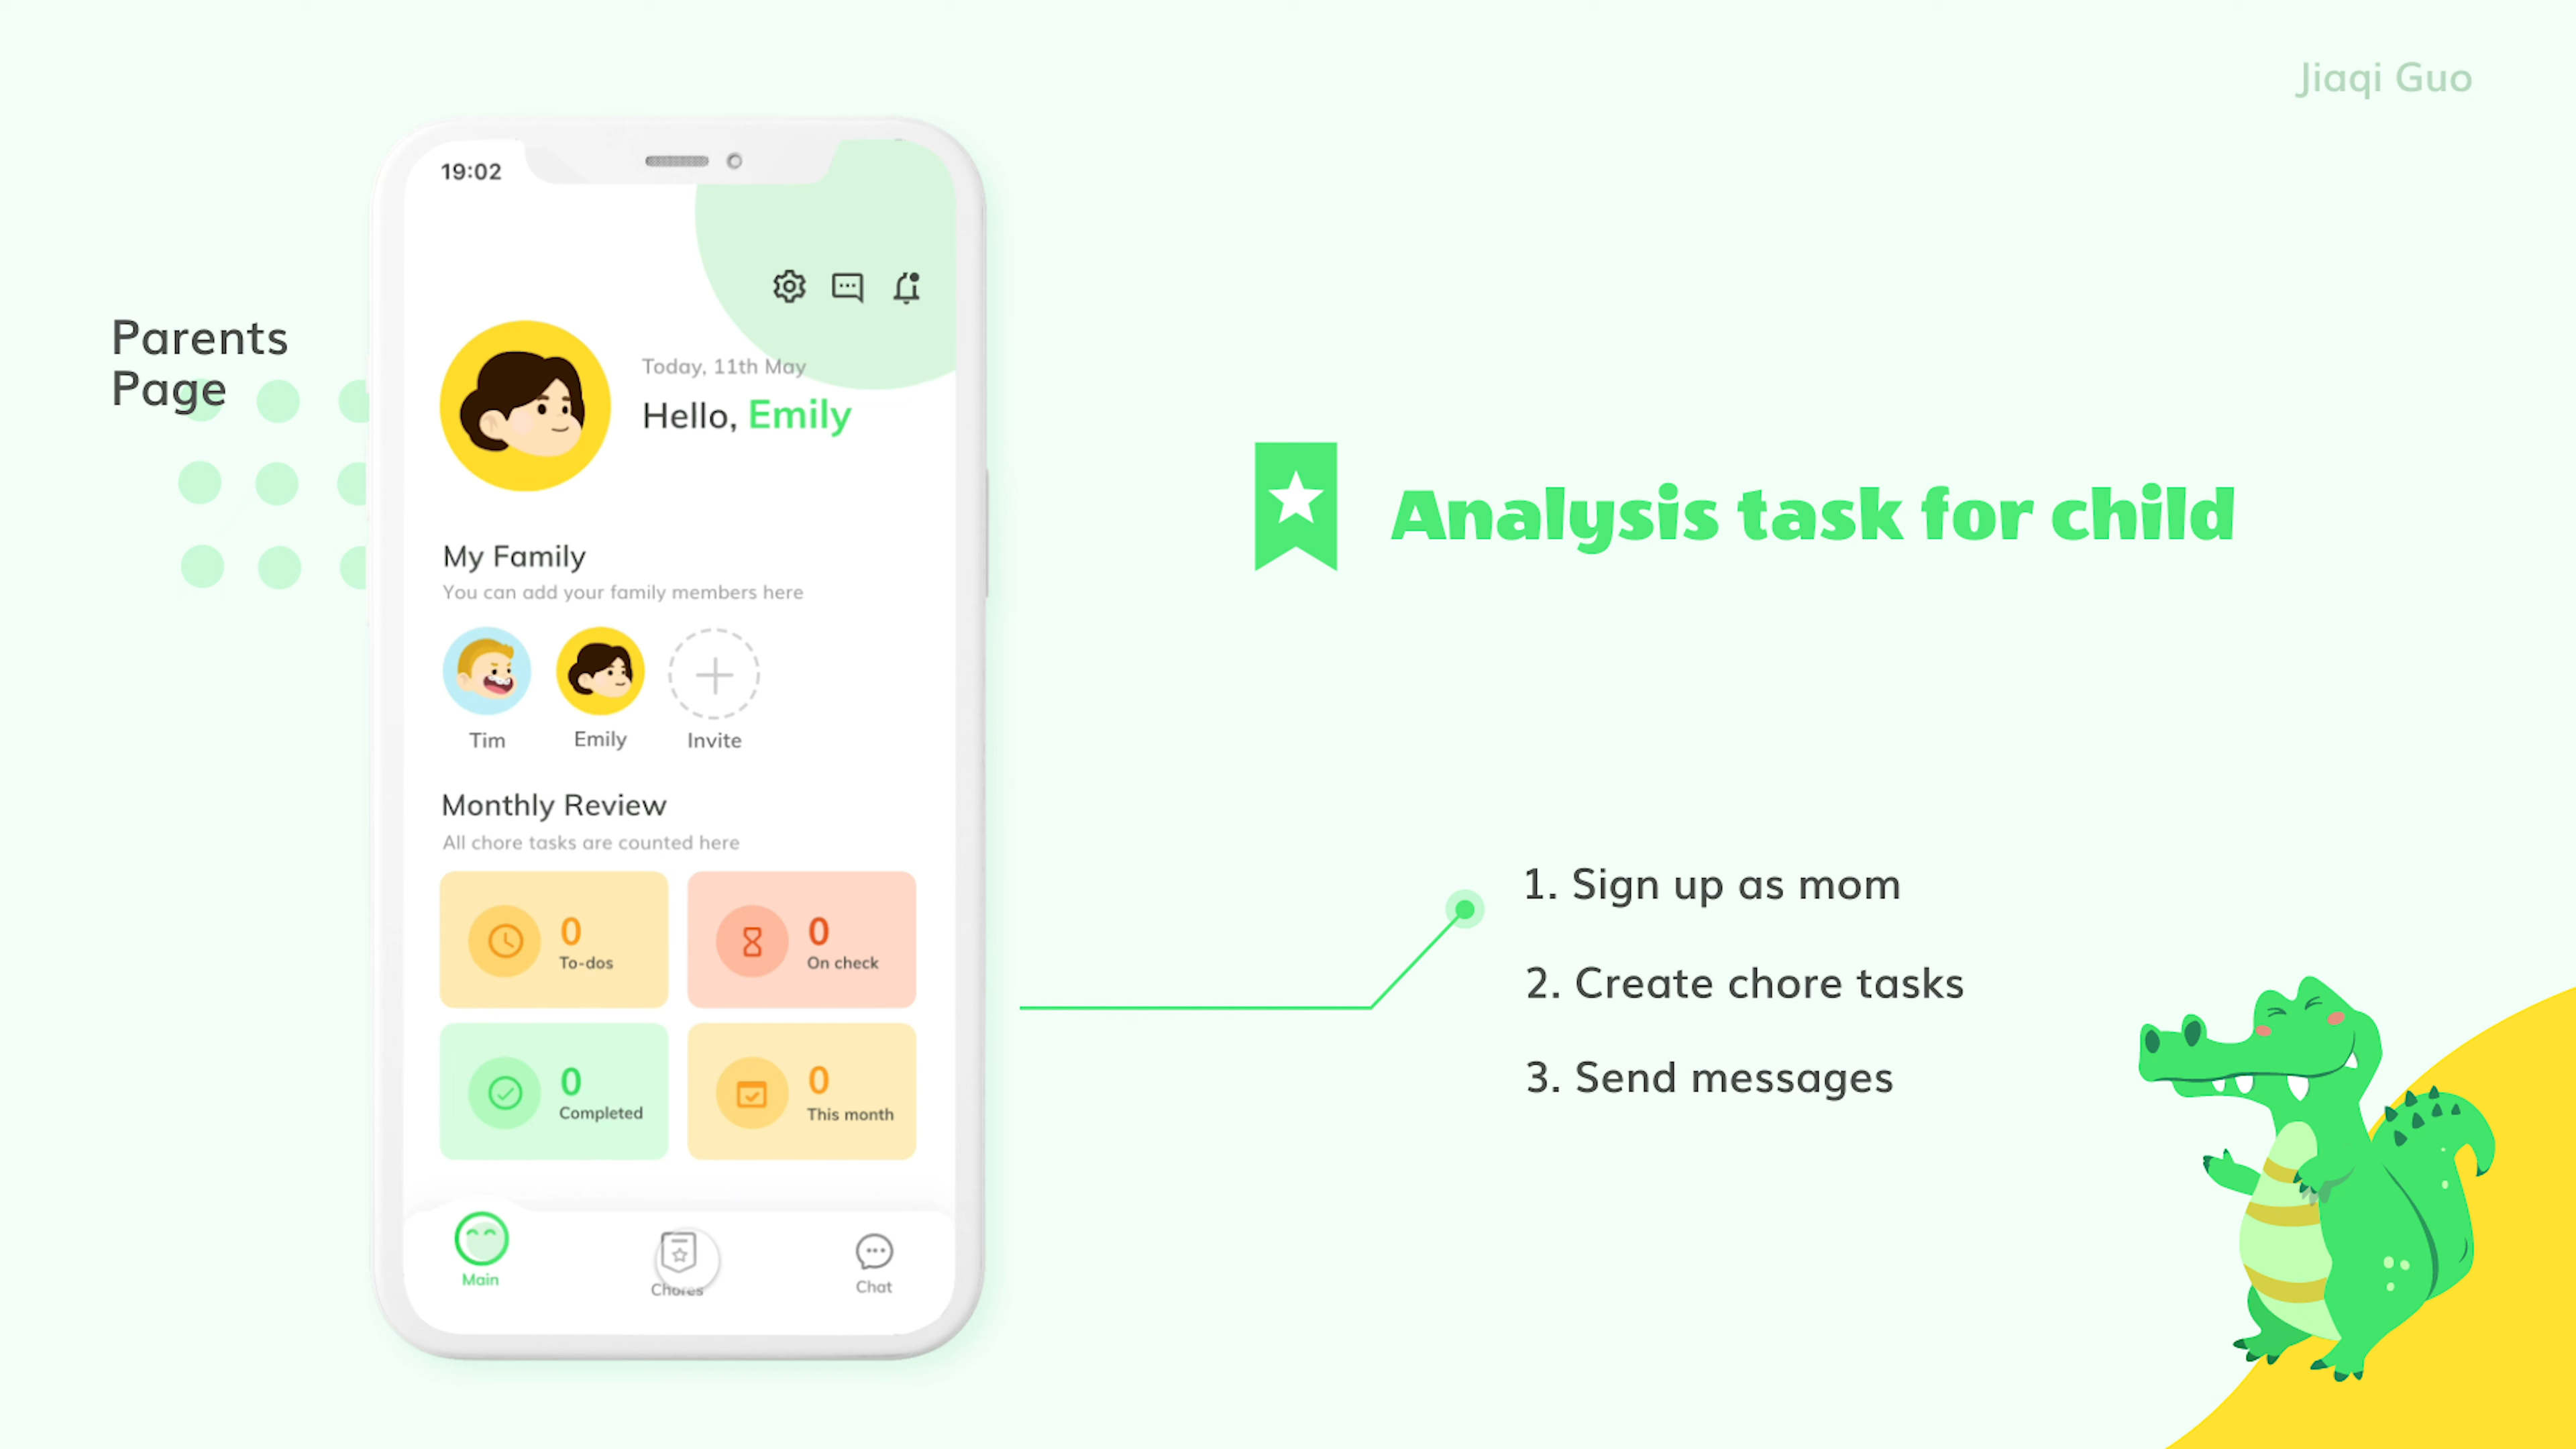 Jiaqi Guo
Parents
Page
19:02
Today, 11th May
Hello, Emily
My Family
You can add your family members here
Tim
Emily
Invite
Monthly Review
All chore tasks are counted here
0
To-dos
0
On check
0
Completed
0
This month
Main
Chores
Chat
Analysis task for child
1. Sign up as mom
2. Create chore tasks
3. Send messages